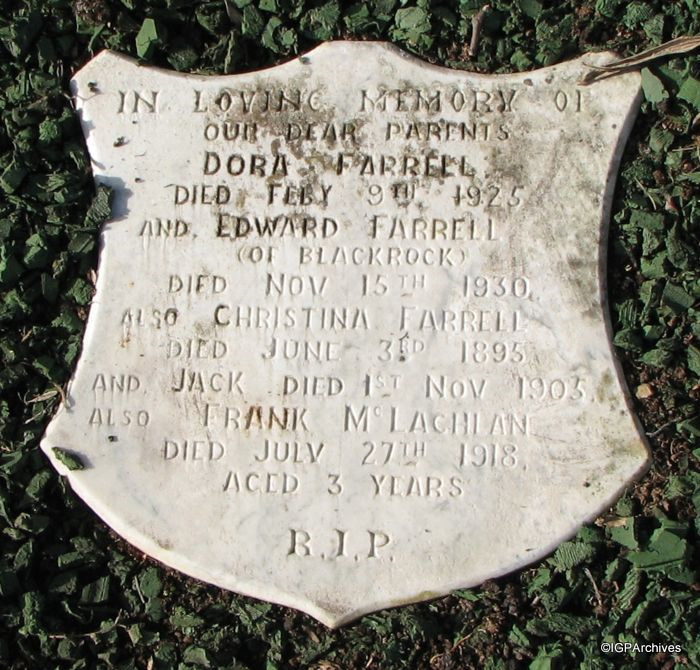 IN LOVING MEMORY OF
OUR DEAR PARENTS
DORA FARRELL
DIED FEBY 9TH 1925
AND EDWARD FARRELL
(OF BLACKROCK)
DIED NOV 15TH 1930.
ALSO CHRISTINA FARRELL
DIED JUNE 3RD 1895
AND JACK DIED 1ST NOV 1905.
ALSO FRANK McLACHLAN
DIED JULY 27TH 1918.
AGED 3 YEARS
R.I.P.
©IGPArchives